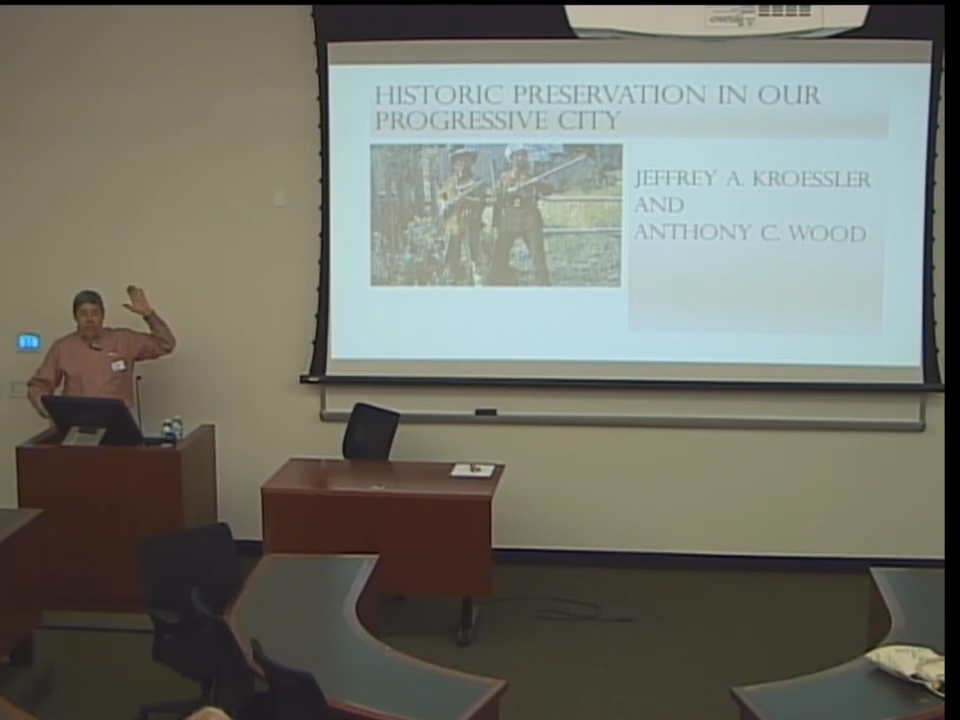 HISTORIC PRESERVATION IN OUR
PROGRESSIVE CITY
JEFFREY A. KROESSLER
AND
ANTHONY C. WOOD